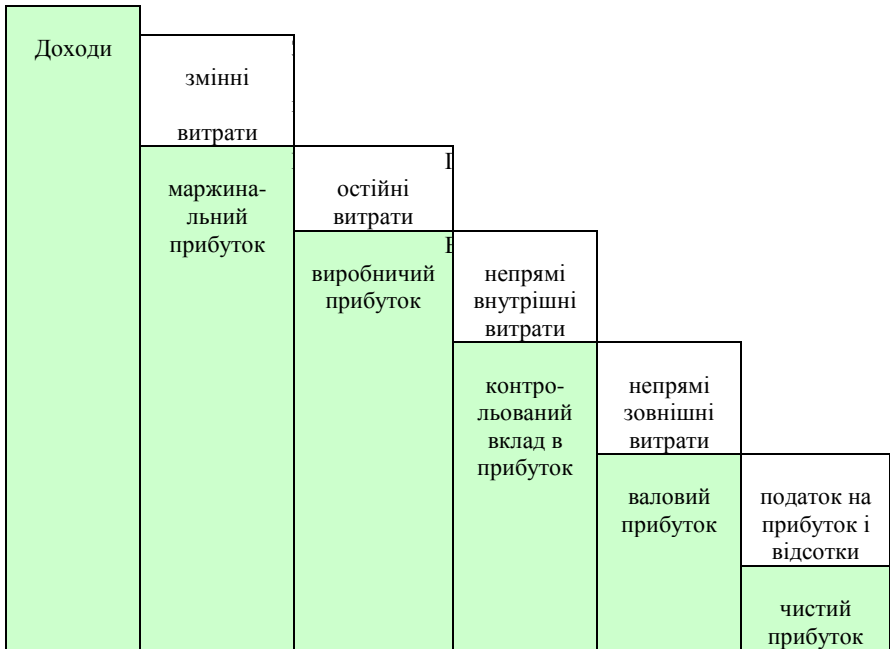 Доходи
змінні
витрати
маржина-
льний
прибуток
остійні
витрати
виробничий
прибуток
непрямі
внутрішні
витрати
контро-
льований
вклад в
прибуток
непрямі
зовнішні
витрати
валовий
прибуток
податок на
прибуток і
відсотки
чистий
прибуток